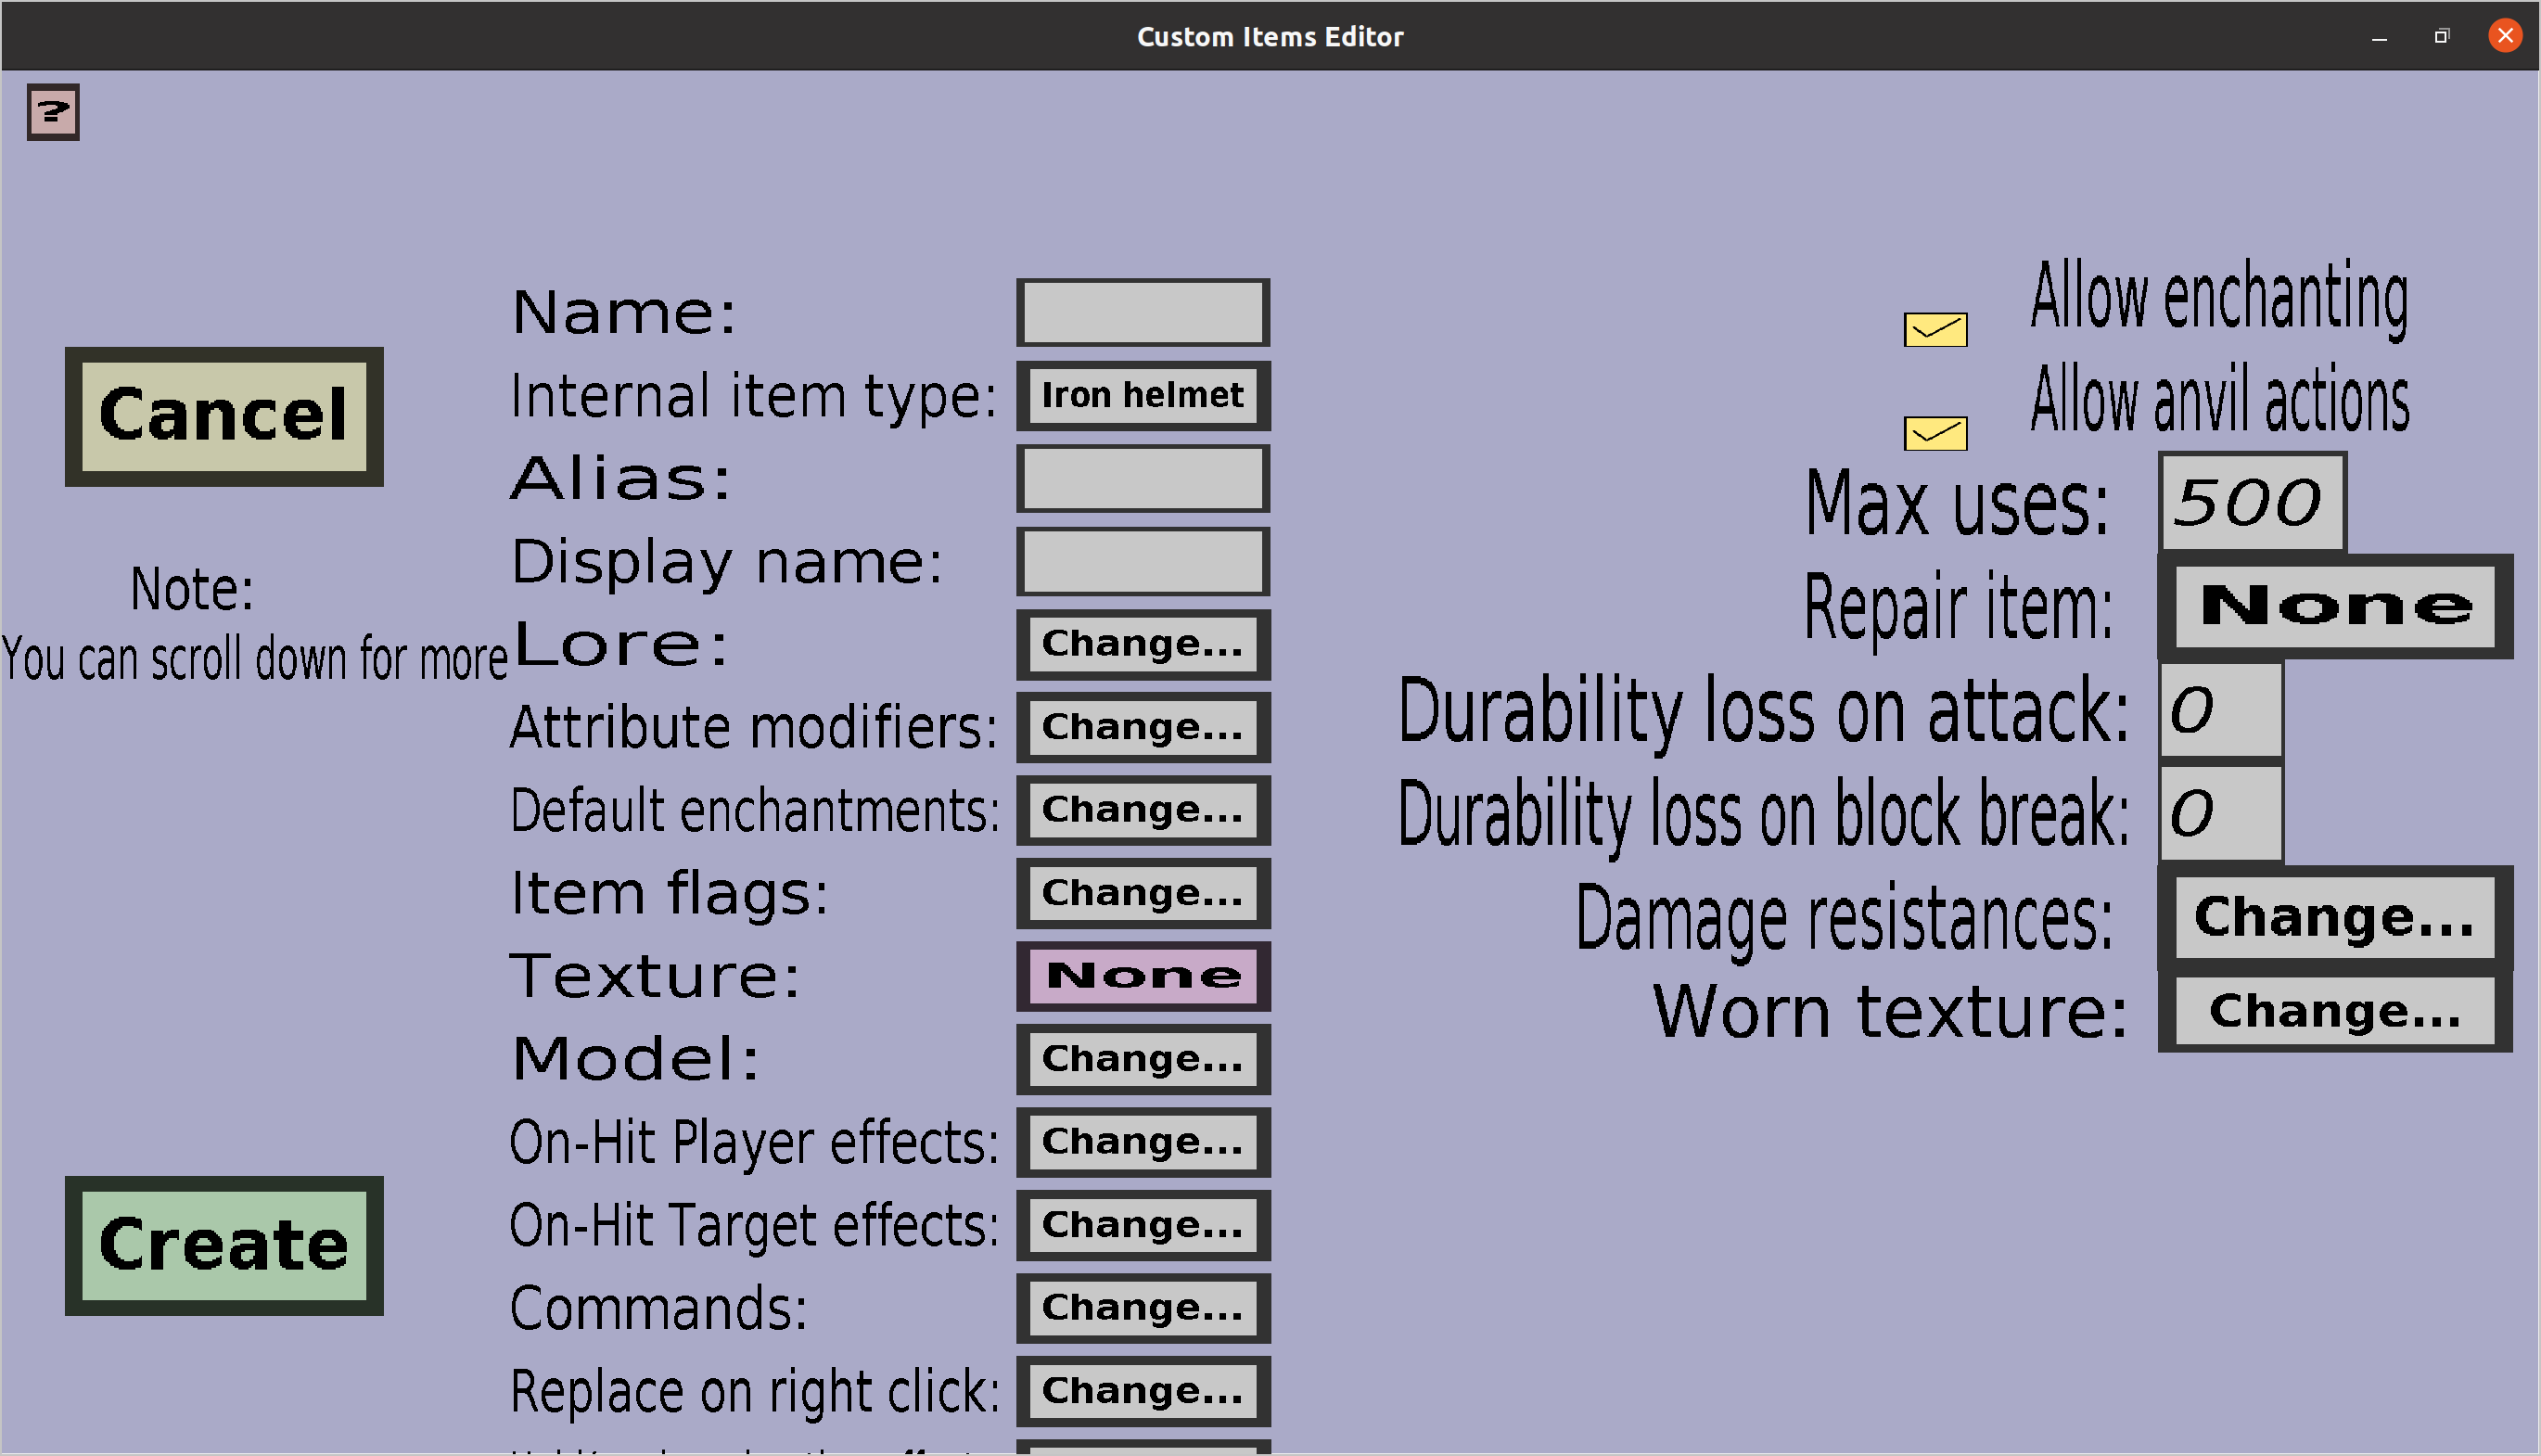 Custom Items Editor
?
Cancel
Note:
You can scroll down for more
Create
Name:
Internal item type: Iron helmet
Alias:
Display name:
Lore: Change...
Attribute modifiers: Change...
Default enchantments: Change...
Item flags: Change...
Texture: None
Model: Change...
On-Hit Player effects: Change...
On-Hit Target effects: Change...
Commands: Change...
Replace on right click: Change...
Allow enchanting
Allow anvil actions
Max uses: 500
Repair item: None
Durability loss on attack: 0
Durability loss on block break: 0
Damage resistances: Change...
Worn texture: Change...